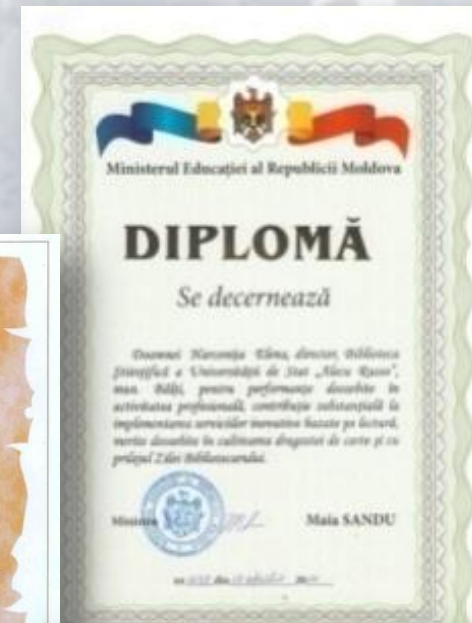 Ministerul Educației al Republicii Moldova
DIPLOMĂ
Se decernează
Doamnei Elena, director, Biblioteca
Științifică a Universității de Stat „Alecu Russo”,
mun. Bălți, pentru performanțe deosebite în
activitatea profesională, contribuție substanțială la
implementarea serviciilor inovative bazate pe lectură,
merite deosebite în cultivarea dragostei de carte și cu
prilejul Zilei Bibliotecarului.
Ministru Maia SANDU